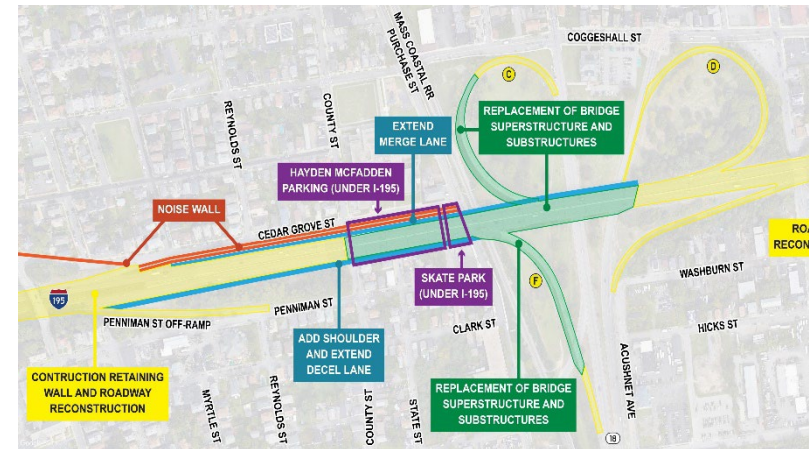 COGGESHALL ST
MASS COASTAL RR
PURCHASE ST
C
D
REYNOLDS ST
COUNTY ST
EXTEND
MERGE LANE
REPLACEMENT OF BRIDGE
SUPERSTRUCTURE AND
SUBSTRUCTURES
HAYDEN MCFADDEN
PARKING (UNDER I-195)
NOISE WALL
CEDAR GROVE ST
ROA
RECON
SKATE PARK
(UNDER I-195)
F
WASHBURN ST
195
PENNIMAN ST
PENNIMAN ST OFF-RAMP
CLARK ST
HICKS ST
ADD SHOULDER
AND EXTEND
DECEL LANE
ACUSHNET AVE
CONTRUCTION RETAINING
WALL AND ROADWAY
RECONSTRUCTION
REPLACEMENT OF BRIDGE
SUPERSTRUCTURE AND
SUBSTRUCTURES
MYRTLE ST
REYNOLDS ST
COUNTY ST
STATE ST
18